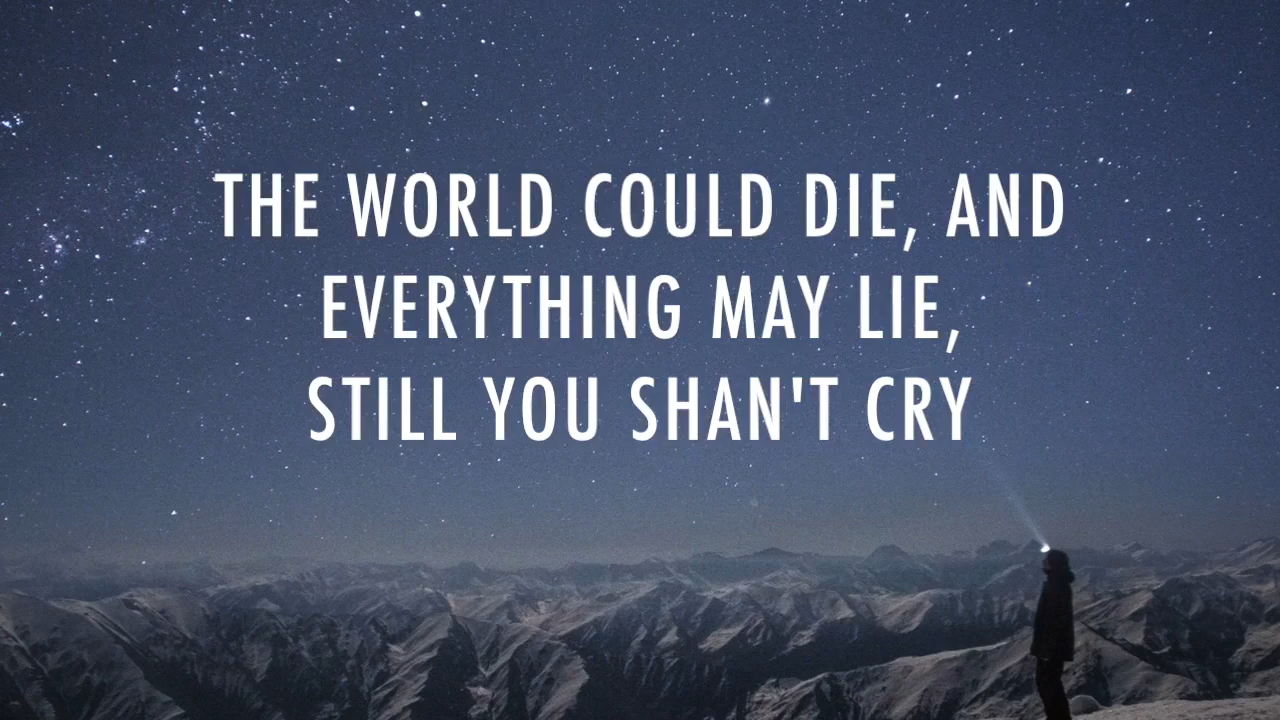 THE WORLD COULD DIE, AND
EVERYTHING MAY LIE,
STILL YOU SHAN'T CRY